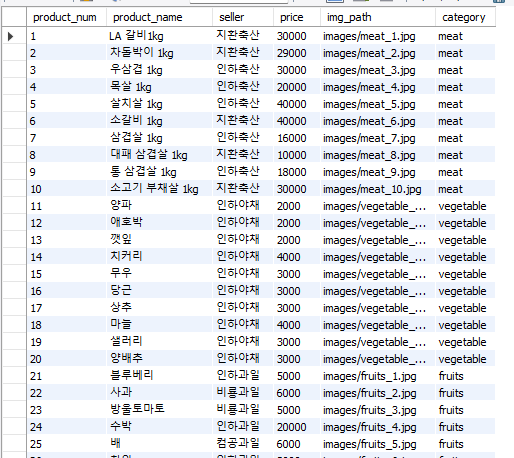 product_num product_name seller price img_path category
1 LA 갈비1kg 지환축산 30000 images/meat_1.jpg meat
2 차돌박이 1kg 지환축산 29000 images/meat_2.jpg meat
3 우삼겹 1kg 인하축산 30000 images/meat_3.jpg meat
4 목살 1kg 인하축산 20000 images/meat_4.jpg meat
5 살치살 1kg 인하축산 40000 images/meat_5.jpg meat
6 소갈비 1kg 지환축산 40000 images/meat_6.jpg meat
7 삼겹살 1kg 인하축산 16000 images/meat_7.jpg meat
8 대패 삼겹살 1kg 지환축산 10000 images/meat_8.jpg meat
9 통 삼겹살 1kg 인하축산 18000 images/meat_9.jpg meat
10 소고기 부채살 1kg 지환축산 30000 images/meat_10.jpg meat
11 양파 인하야채 2000 images/vegetable_... vegetable
12 애호박 인하야채 2000 images/vegetable_... vegetable
13 깻잎 인하야채 2000 images/vegetable_... vegetable
14 치커리 인하야채 4000 images/vegetable_... vegetable
15 무우 인하야채 3000 images/vegetable_... vegetable
16 당근 인하야채 3000 images/vegetable_... vegetable
17 상추 인하야채 3000 images/vegetable_... vegetable
18 마늘 인하야채 4000 images/vegetable_... vegetable
19 샐러리 인하야채 3000 images/vegetable_... vegetable
20 양배추 인하야채 3000 images/vegetable_... vegetable
21 블루베리 인하과일 5000 images/fruits_1.jpg fruits
22 사과 비룡과일 6000 images/fruits_2.jpg fruits
23 방울토마토 비룡과일 5000 images/fruits_3.jpg fruits
24 수박 인하과일 20000 images/fruits_4.jpg fruits
25 배 컴공과일 6000 images/fruits_5.jpg fruits